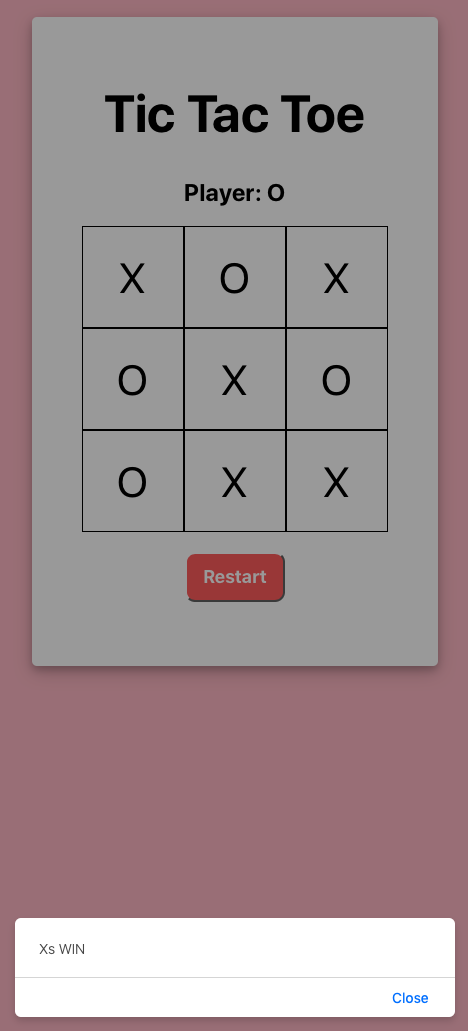 Tic Tac Toe
Player: O
X O X
O X O
O X X
Restart
Xs WIN
Close